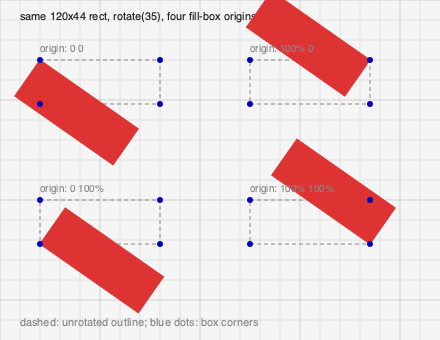 same 120x44 rect, rotate(35), four fill-box origins
origin: 0 0
origin: 100% 0
origin: 0 100%
origin: 100% 100%
dashed: unrotated outline; blue dots: box corners